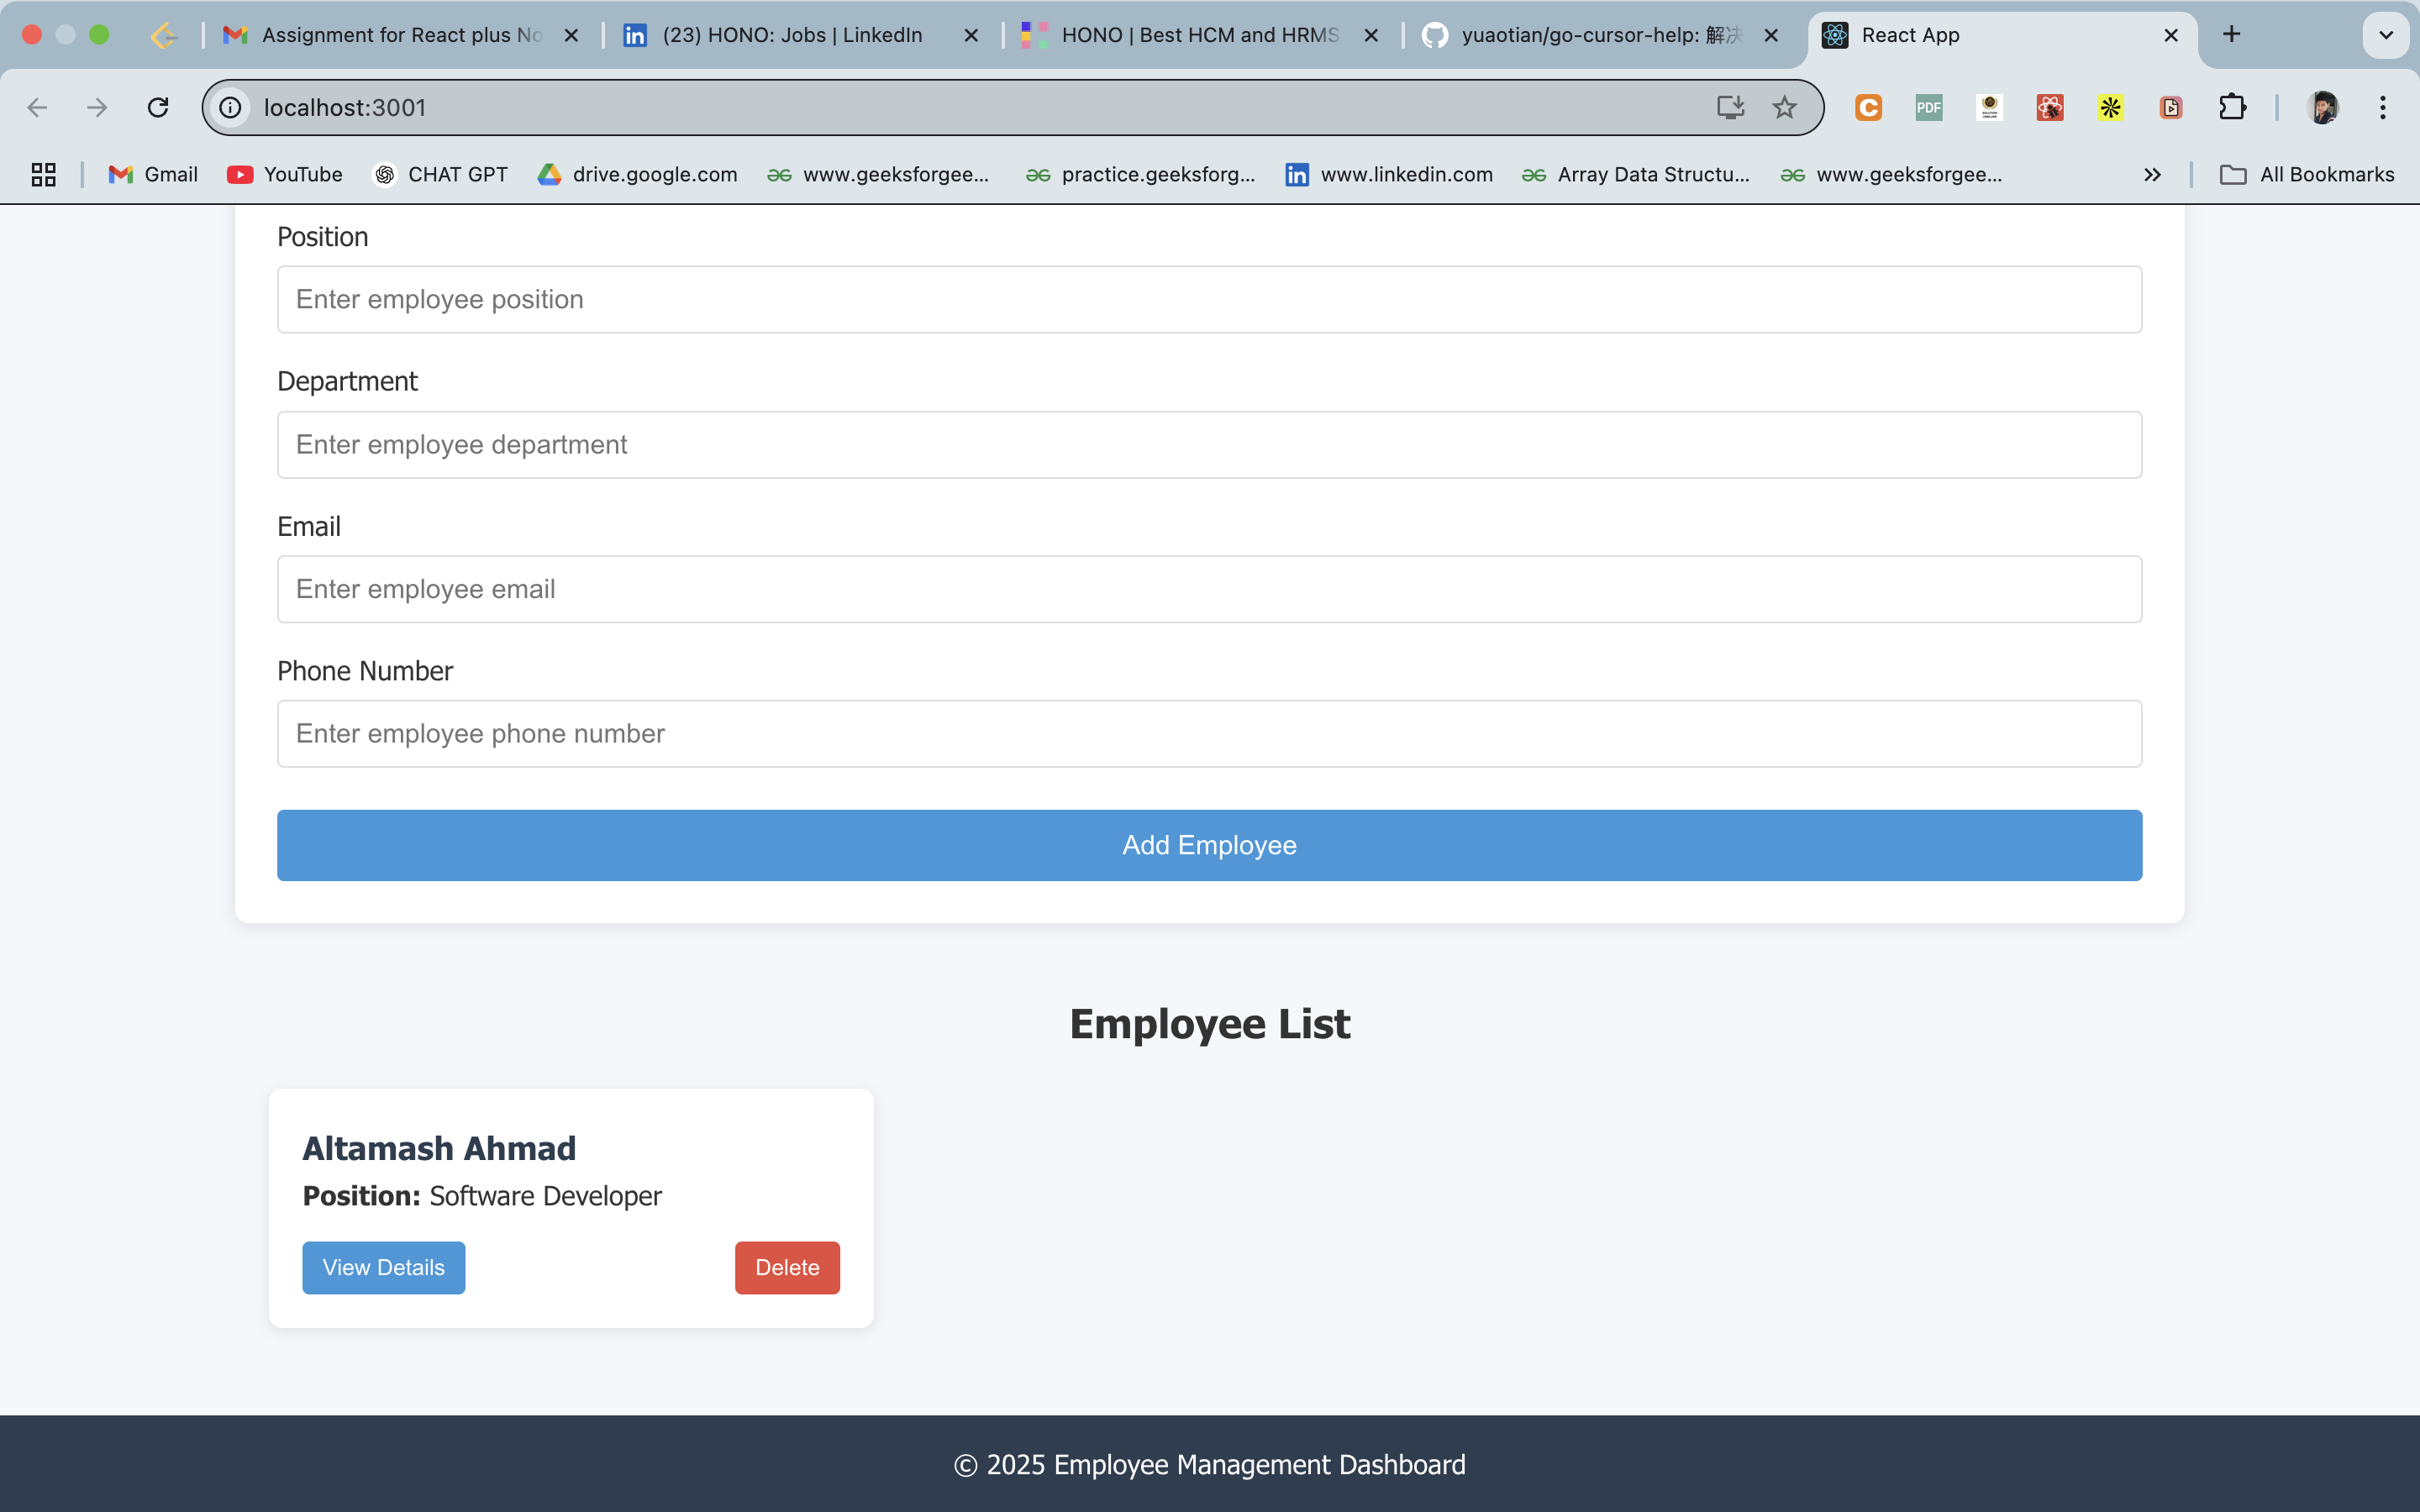 Assignment for React plus No
(23) HONO: Jobs | LinkedIn
HONO | Best HCM and HRMS
yuaotian/go-cursor-help: 解决
React App
localhost:3001
Gmail
YouTube
CHAT GPT
drive.google.com
www.geeksforgee...
practice.geeksforg...
www.linkedin.com
Array Data Structu...
www.geeksforgee...
All Bookmarks
Position
Enter employee position
Department
Enter employee department
Email
Enter employee email
Phone Number
Enter employee phone number
Add Employee
Employee List
Altamash Ahmad
Position: Software Developer
View Details
Delete
© 2025 Employee Management Dashboard